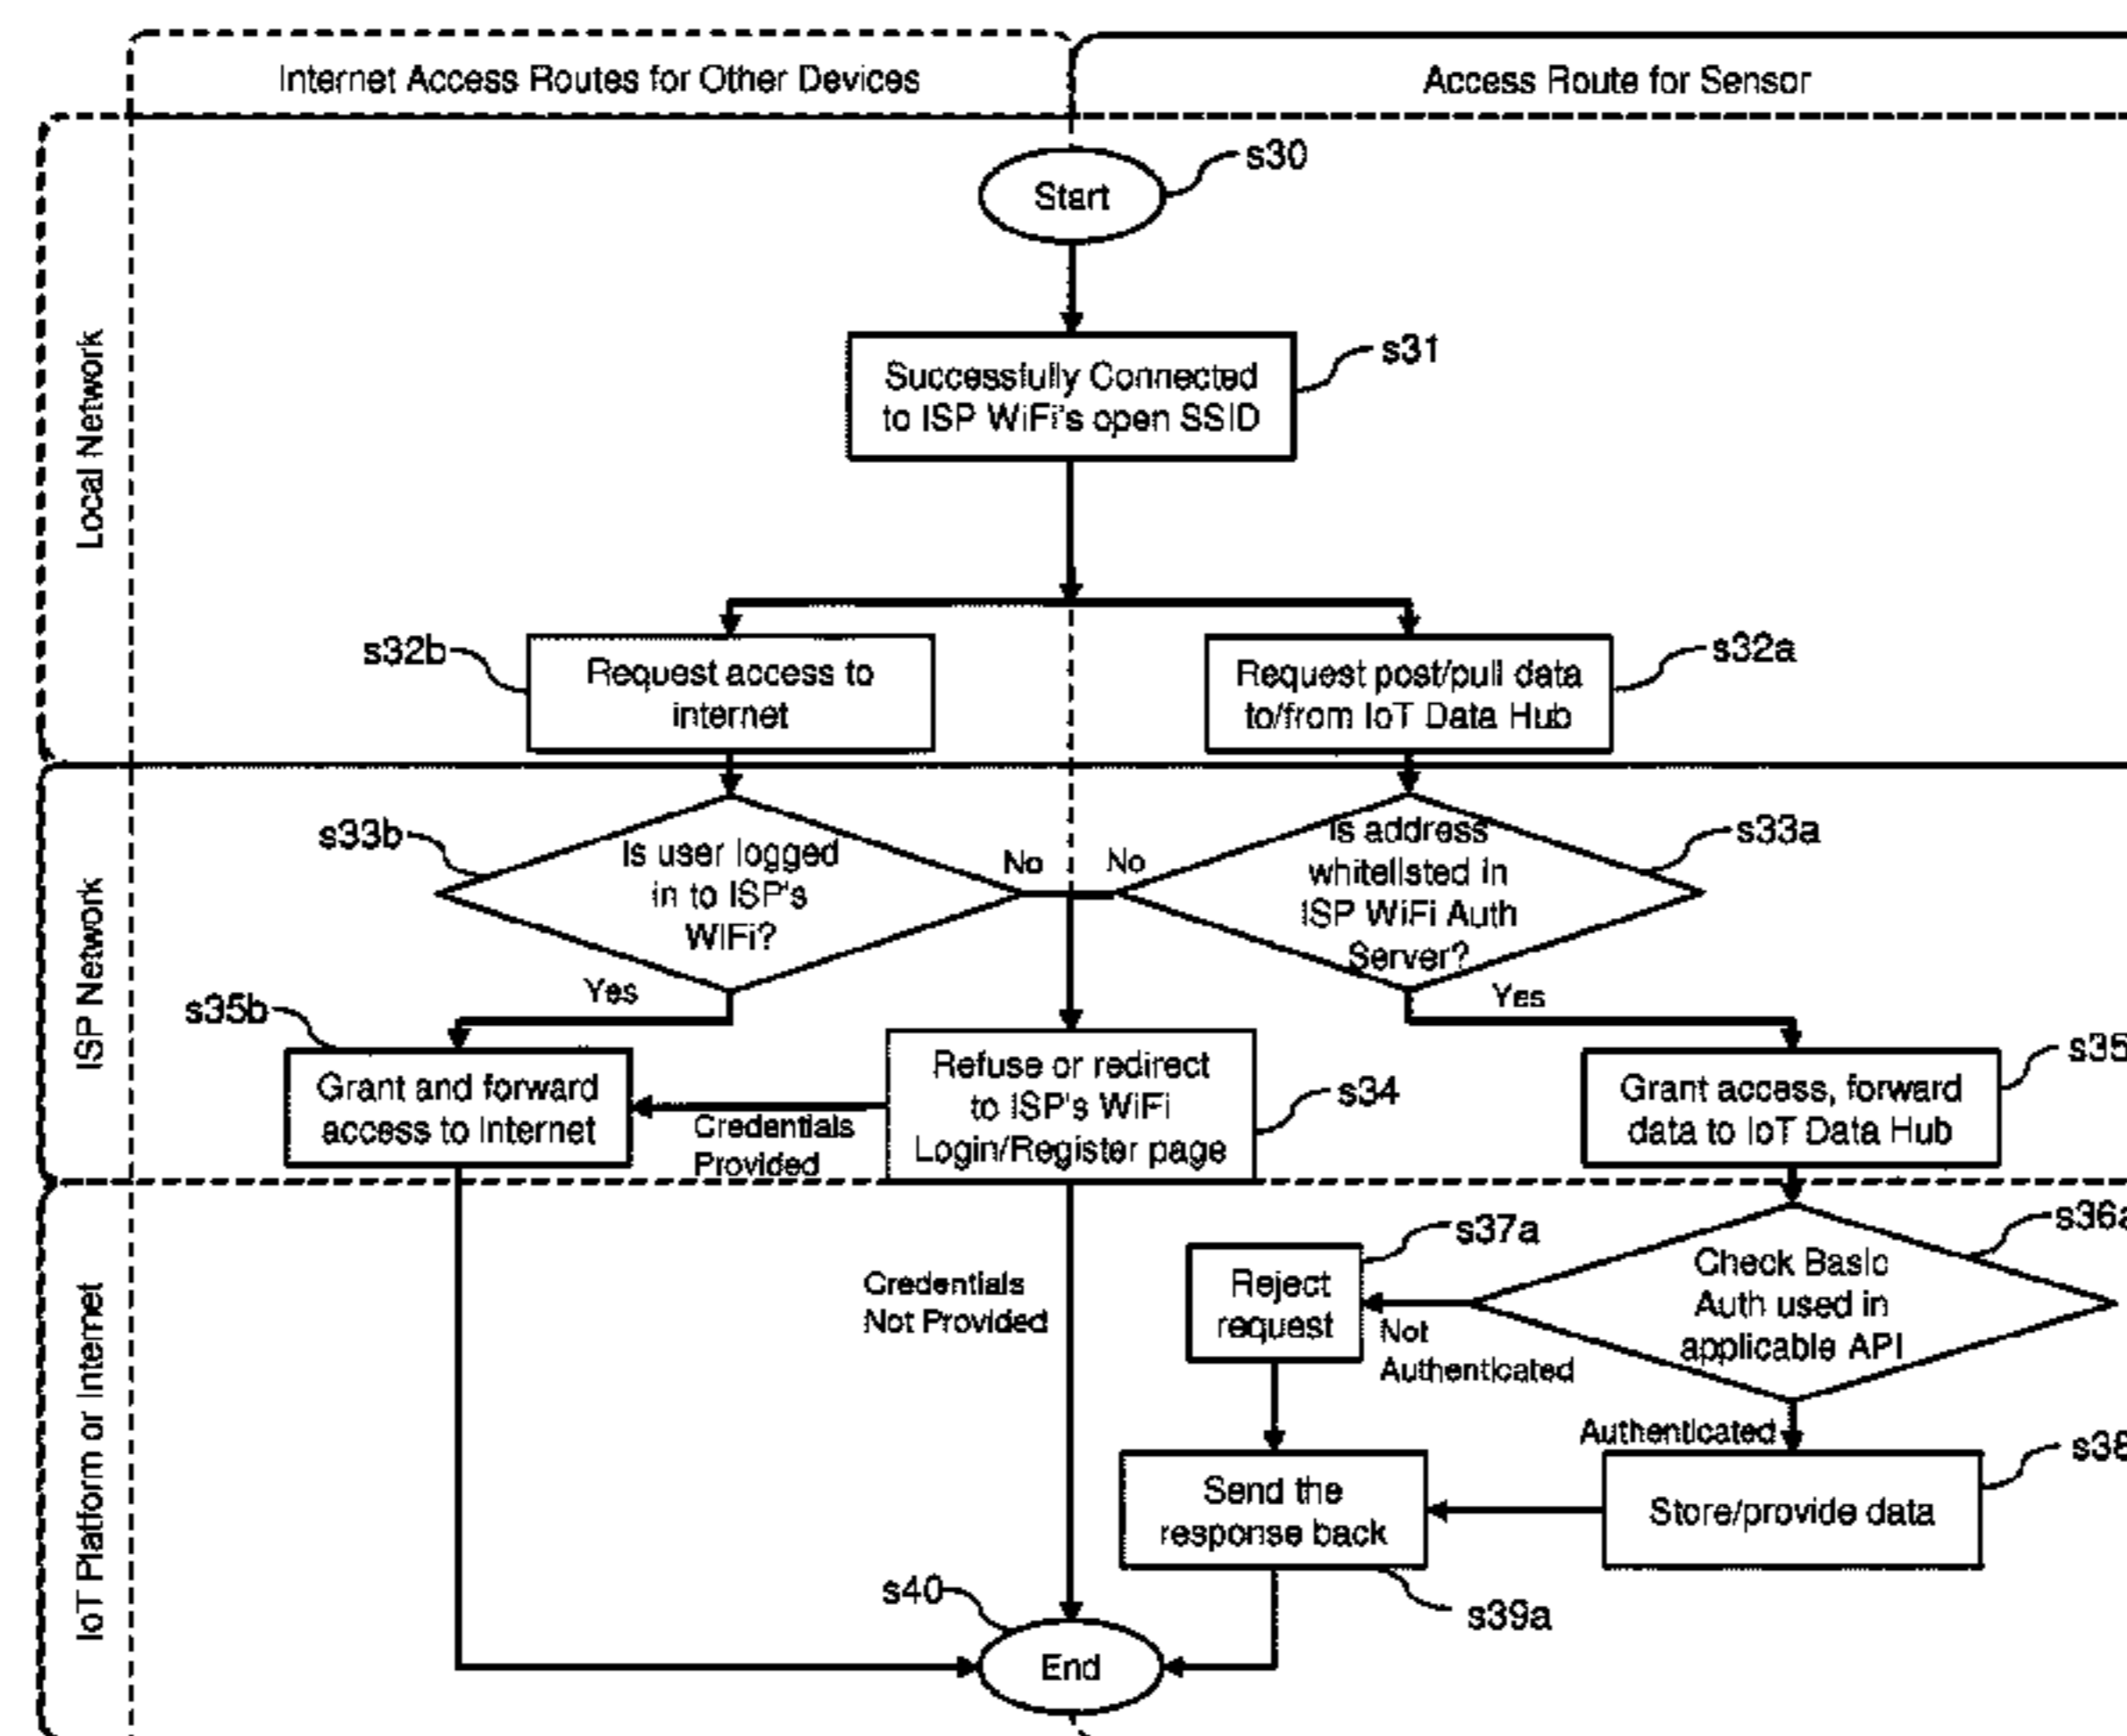 Internet Access Routes for Other Devices
Access Route for Sensor
Start
s30
Local Network
Successfully Connected
to ISP WiFi's open SSID
s31
s32b
Request access to
internet
Request post/pull data
to/from IoT Data Hub
s32a
ISP Network
s33b
Is user logged
in to ISP's
WiFi?
No
No
Is address
whitelisted in
ISP WiFi Auth
Server?
s33a
Yes
Yes
s35b
Grant and forward
access to Internet
Credentials
Provided
Refuse or redirect
to ISP's WiFi
Login/Register page
s34
Grant access, forward
data to IoT Data Hub
s35
IoT Platform or Internet
Credentials
Not Provided
s37a
Reject
request
Not
Authenticated
Check Basic
Auth used in
applicable API
s36a
Authenticated
Send the
response back
Store/provide data
s38
s39a
s40
End